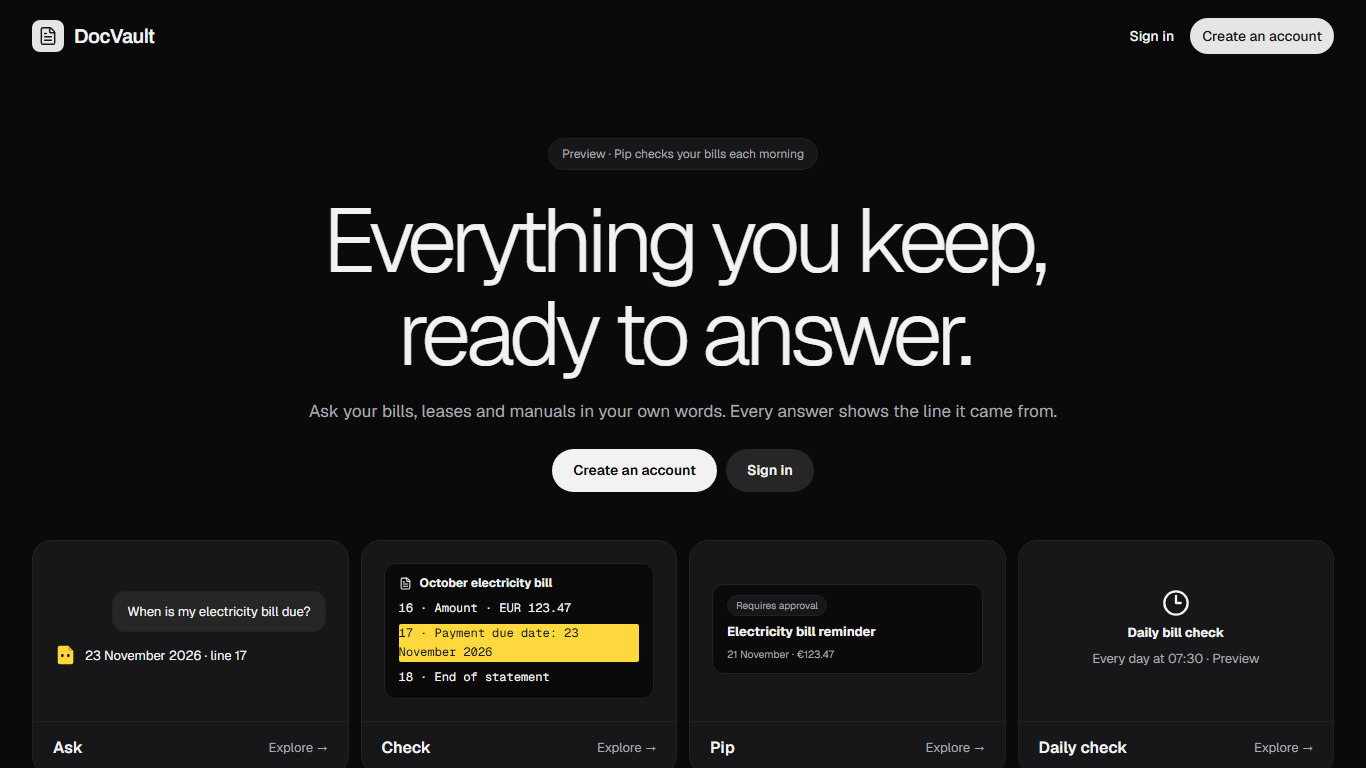 DocVault
Sign in
Create an account
Preview · Pip checks your bills each morning
Everything you keep,
ready to answer.
Ask your bills, leases and manuals in your own words. Every answer shows the line it came from.
Create an account
Sign in
When is my electricity bill due?
23 November 2026 · line 17
Ask
Explore →
October electricity bill
16 · Amount · EUR 123.47
17 · Payment due date: 23
November 2026
18 · End of statement
Check
Explore →
Requires approval
Electricity bill reminder
21 November · €123.47
Pip
Explore →
Daily bill check
Every day at 07:30 · Preview
Daily check
Explore →